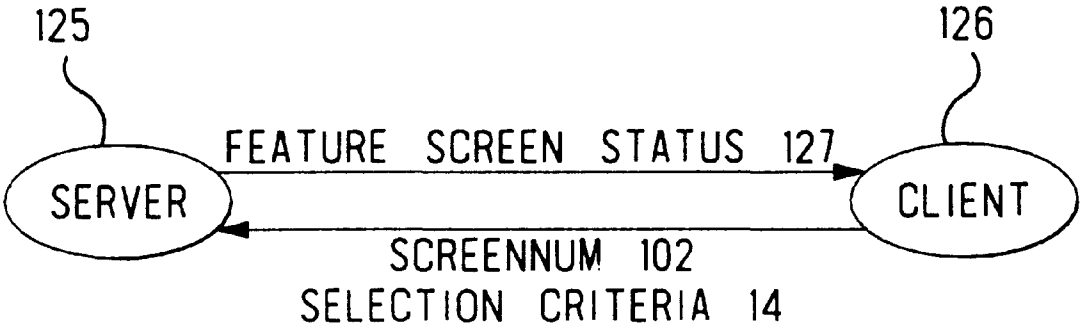 125
126
FEATURE SCREEN STATUS 127
SERVER
CLIENT
SCREENNUM 102
SELECTION CRITERIA 14